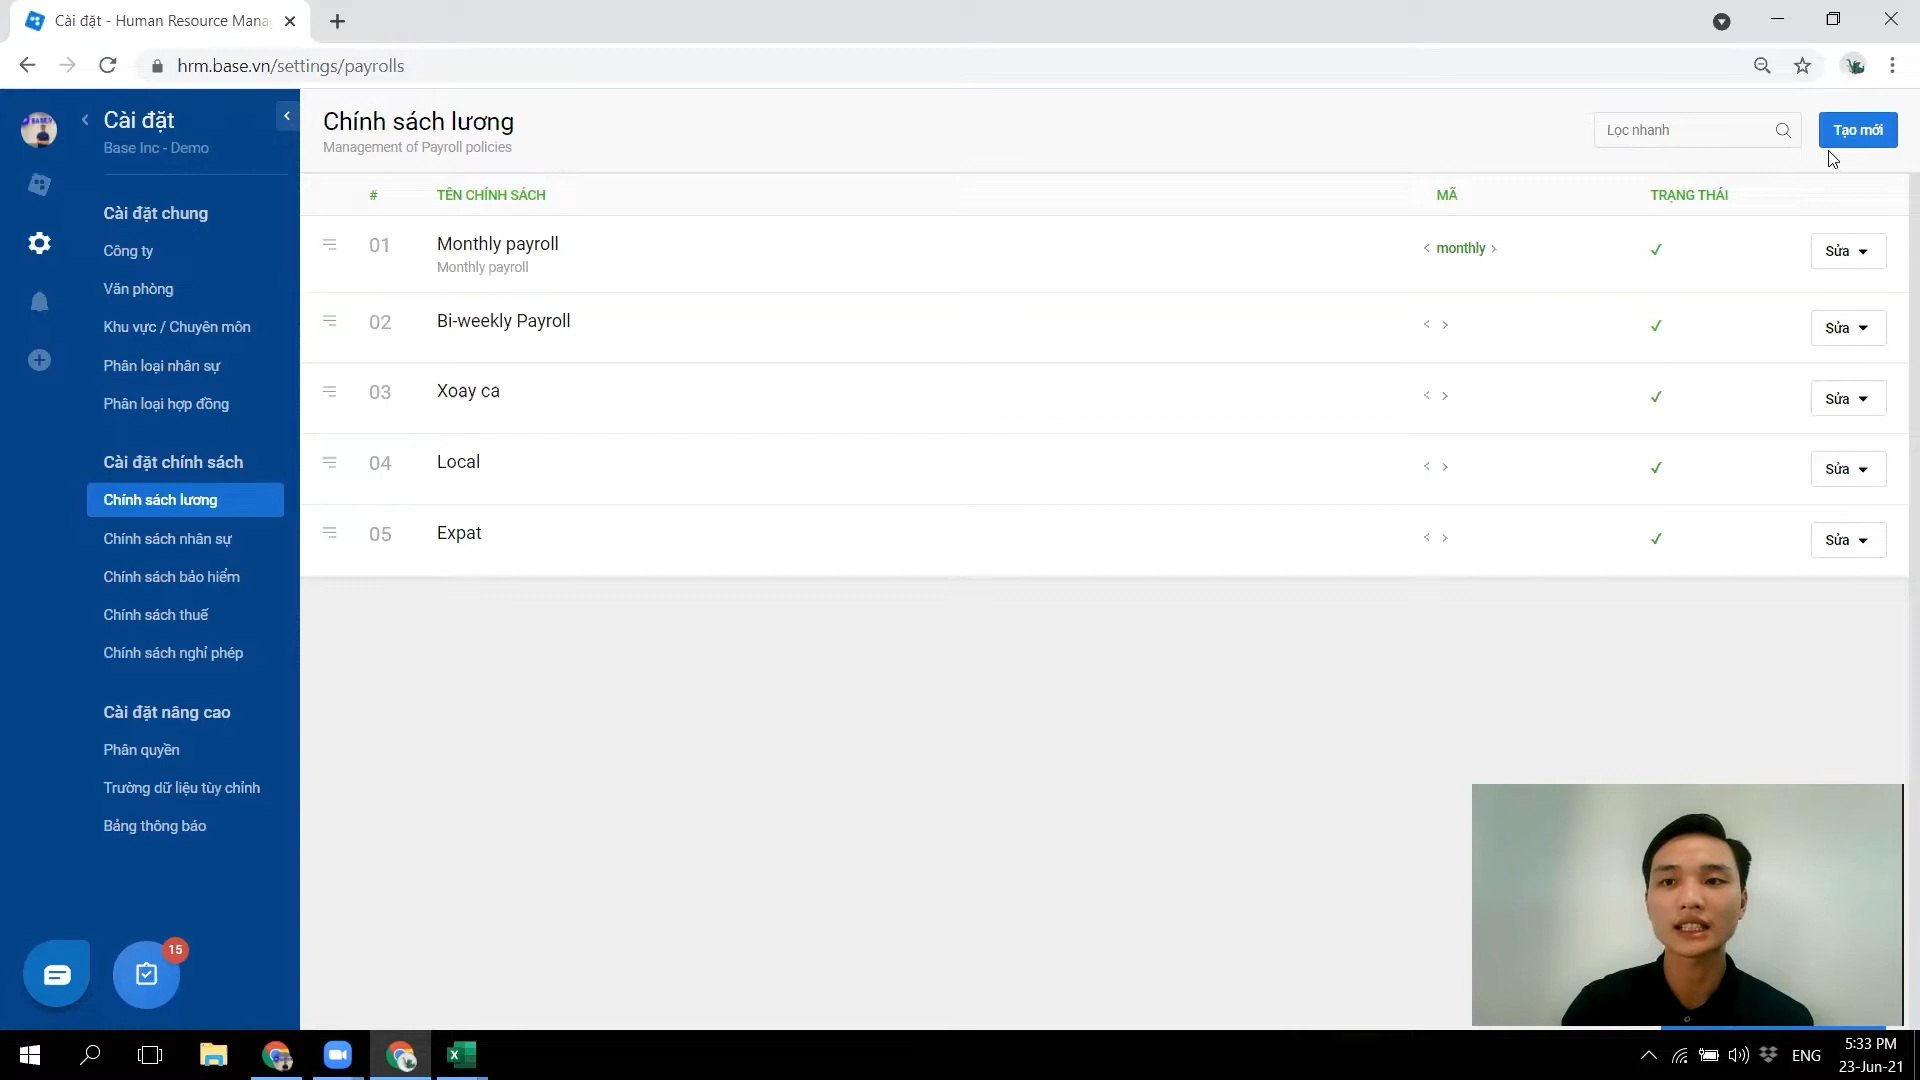 Cài đặt - Human Resource Mana
hrm.base.vn/settings/payrolls
Cài đặt
Base Inc - Demo
Cài đặt chung
Công ty
Văn phòng
Khu vực / Chuyên môn
Phân loại nhân sự
Phân loại hợp đồng
Cài đặt chính sách
Chính sách lương
Chính sách nhân sự
Chính sách bảo hiểm
Chính sách thuế
Chính sách nghỉ phép
Cài đặt nâng cao
Phân quyền
Trường dữ liệu tùy chỉnh
Bảng thông báo
15
Chính sách lương
Management of Payroll policies
Lọc nhanh
Tạo mới
# TÊN CHÍNH SÁCH MÃ TRẠNG THÁI
01 Monthly payroll < monthly > ✓ Sửa
Monthly payroll
02 Bi-weekly Payroll < > ✓ Sửa
03 Xoay ca < > ✓ Sửa
04 Local < > ✓ Sửa
05 Expat < > ✓ Sửa
ENG
5:33 PM
23-Jun-21